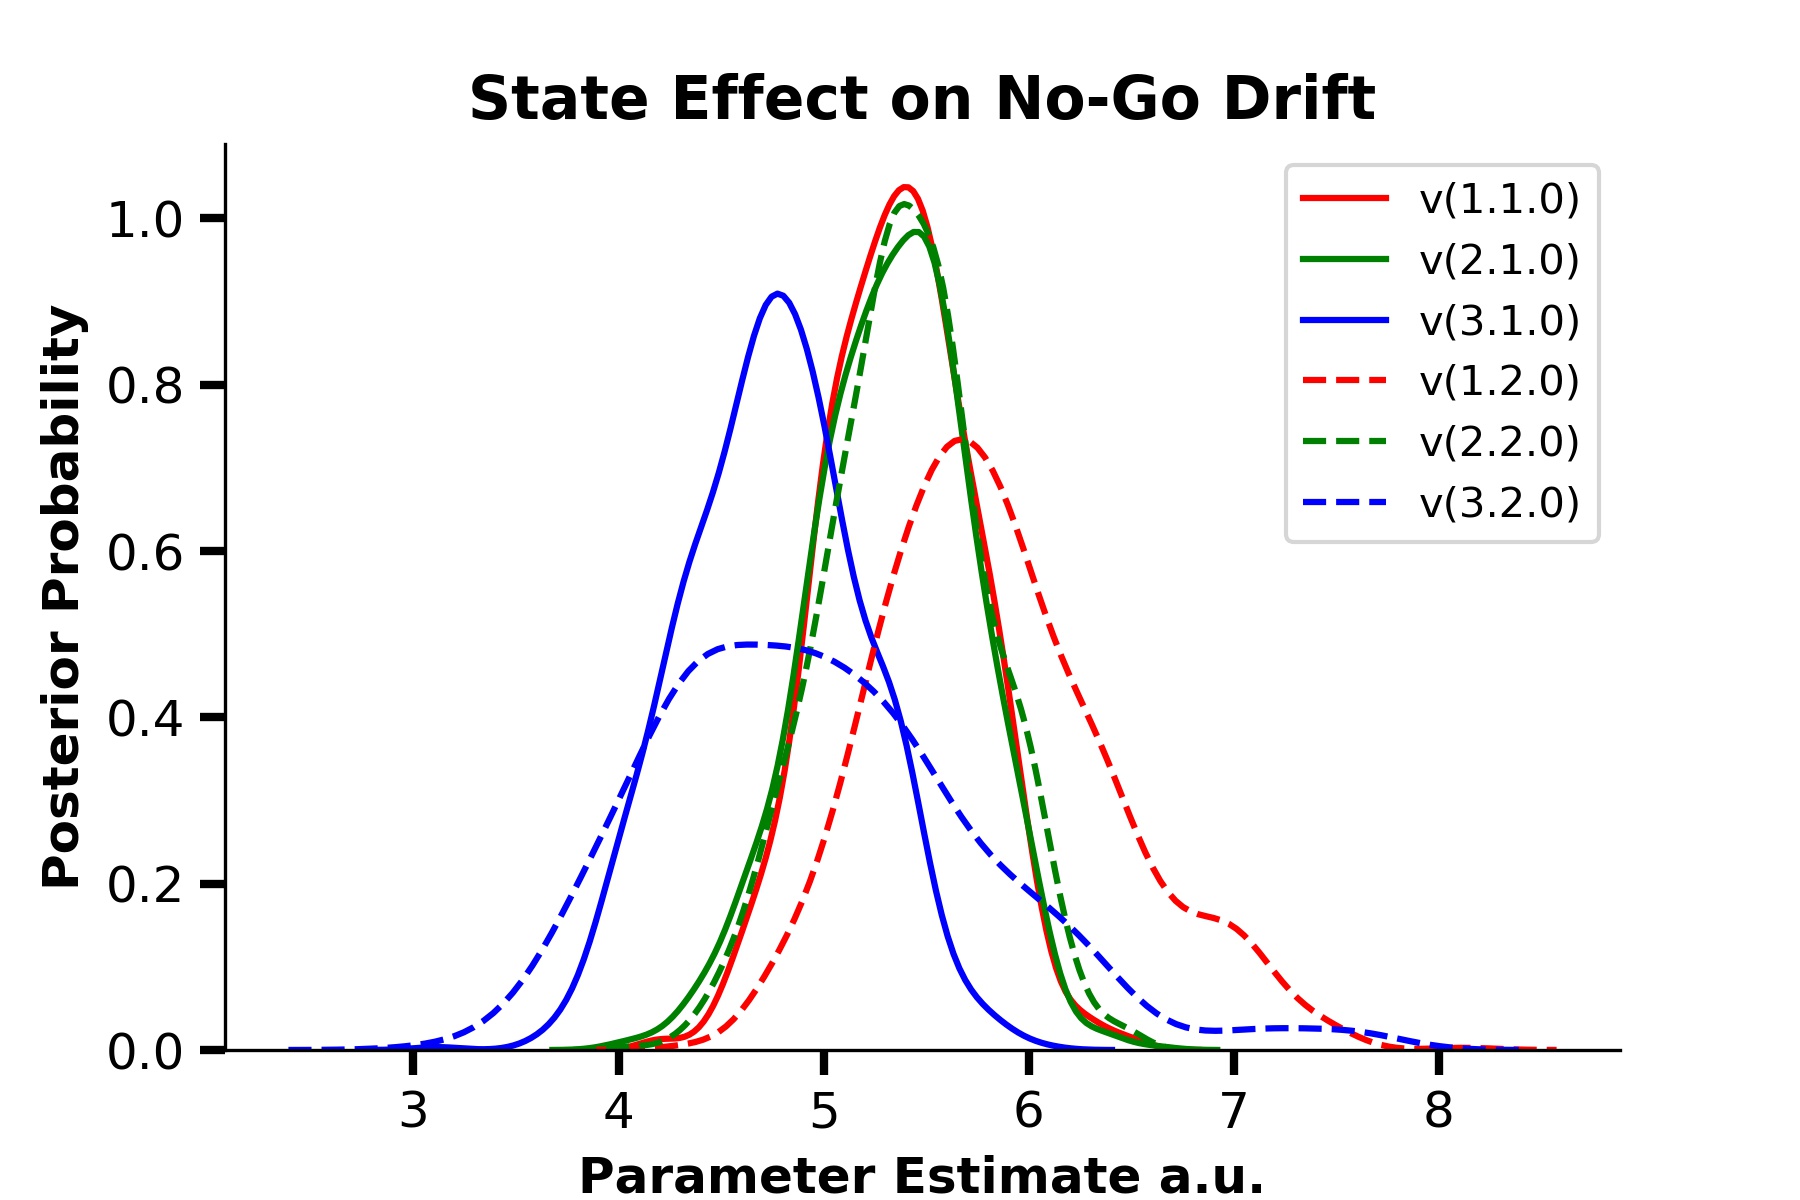 State Effect on No-Go Drift
Posterior Probability
1.0
0.8
0.6
0.4
0.2
0.0
v(1.1.0)
v(2.1.0)
v(3.1.0)
v(1.2.0)
v(2.2.0)
v(3.2.0)
3 4 5 6 7 8
Parameter Estimate a.u.